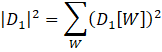 |D₁|² = ∑_W (D₁[W])²